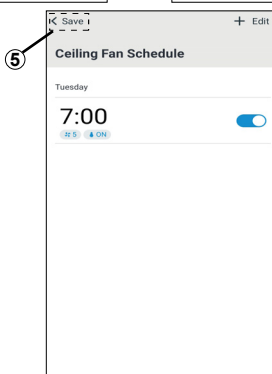 < Save + Edit
5
Ceiling Fan Schedule
Tuesday
7:00
# 5 ON